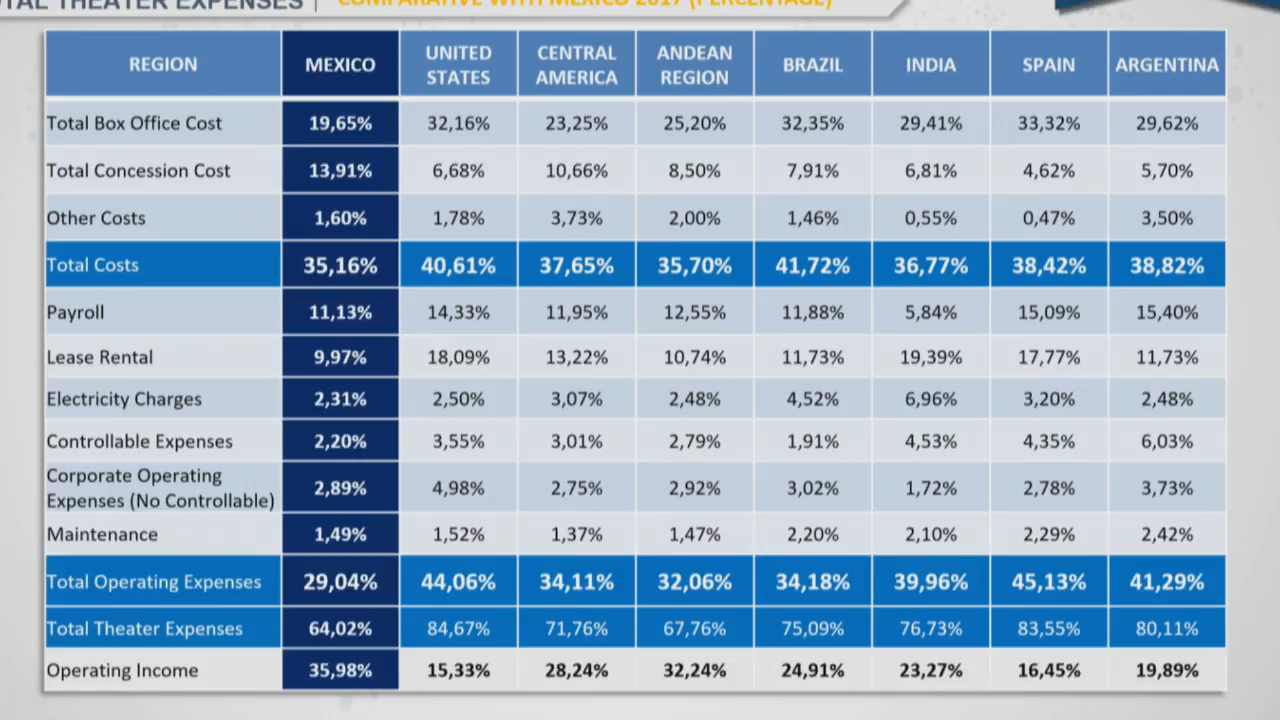 TOTAL THEATER EXPENSES | COMPARATIVE WITH MEXICO 2017 (PERCENTAGE)
REGION MEXICO UNITED STATES CENTRAL AMERICA ANDEAN REGION BRAZIL INDIA SPAIN ARGENTINA
Total Box Office Cost 19,65% 32,16% 23,25% 25,20% 32,35% 29,41% 33,32% 29,62%
Total Concession Cost 13,91% 6,68% 10,66% 8,50% 7,91% 6,81% 4,62% 5,70%
Other Costs 1,60% 1,78% 3,73% 2,00% 1,46% 0,55% 0,47% 3,50%
Total Costs 35,16% 40,61% 37,65% 35,70% 41,72% 36,77% 38,42% 38,82%
Payroll 11,13% 14,33% 11,95% 12,55% 11,88% 5,84% 15,09% 15,40%
Lease Rental 9,97% 18,09% 13,22% 10,74% 11,73% 19,39% 17,77% 11,73%
Electricity Charges 2,31% 2,50% 3,07% 2,48% 4,52% 6,96% 3,20% 2,48%
Controllable Expenses 2,20% 3,55% 3,01% 2,79% 1,91% 4,53% 4,35% 6,03%
Corporate Operating
Expenses (No Controllable) 2,89% 4,98% 2,75% 2,92% 3,02% 1,72% 2,78% 3,73%
Maintenance 1,49% 1,52% 1,37% 1,47% 2,20% 2,10% 2,29% 2,42%
Total Operating Expenses 29,04% 44,06% 34,11% 32,06% 34,18% 39,96% 45,13% 41,29%
Total Theater Expenses 64,02% 84,67% 71,76% 67,76% 75,09% 76,73% 83,55% 80,11%
Operating Income 35,98% 15,33% 28,24% 32,24% 24,91% 23,27% 16,45% 19,89%